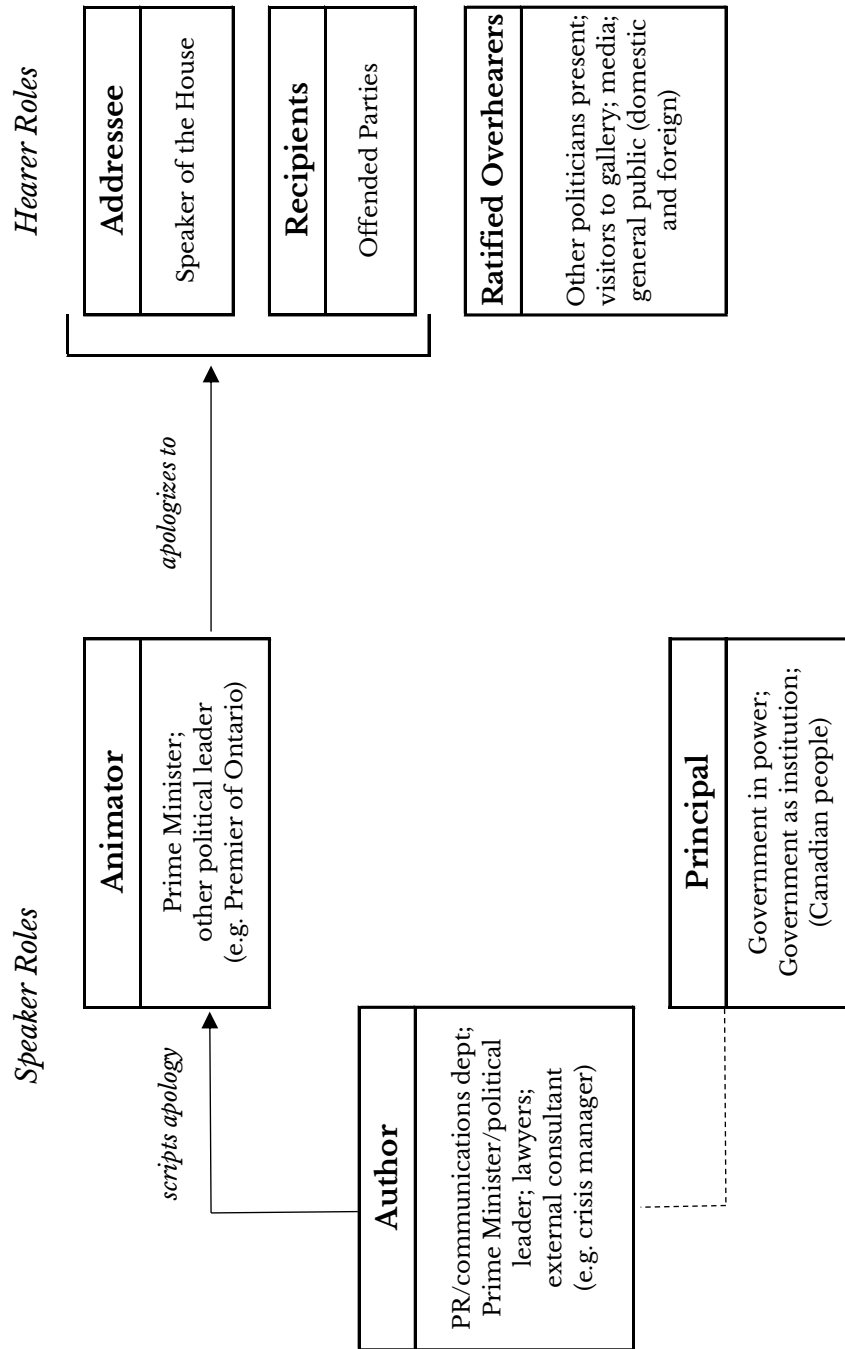 Speaker Roles
Hearer Roles
scripts apology
Author
PR/communications dept;
Prime Minister/political
leader; lawyers;
external consultant
(e.g. crisis manager)
Animator
Prime Minister;
other political leader
(e.g. Premier of Ontario)
Principal
Government in power;
Government as institution;
(Canadian people)
apologizes to
Addressee
Speaker of the House
Recipients
Offended Parties
Ratified Overhearers
Other politicians present;
visitors to gallery; media;
general public (domestic
and foreign)